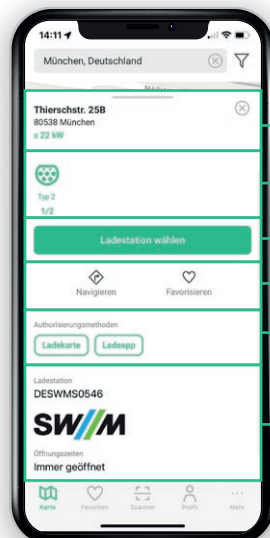 14:11
München, Deutschland
Thierschstr. 25B
80538 München
≤ 22 kW
Typ 2
1/2
Ladestation wählen
Navigieren
Favorisieren
Authorisierungsmethoden
Ladekarte
Ladeapp
Ladestation
DESWMS0546
SW//M
Öffnungszeiten
Immer geöffnet
Karte
Favoriten
Scanner
Profil
Mehr